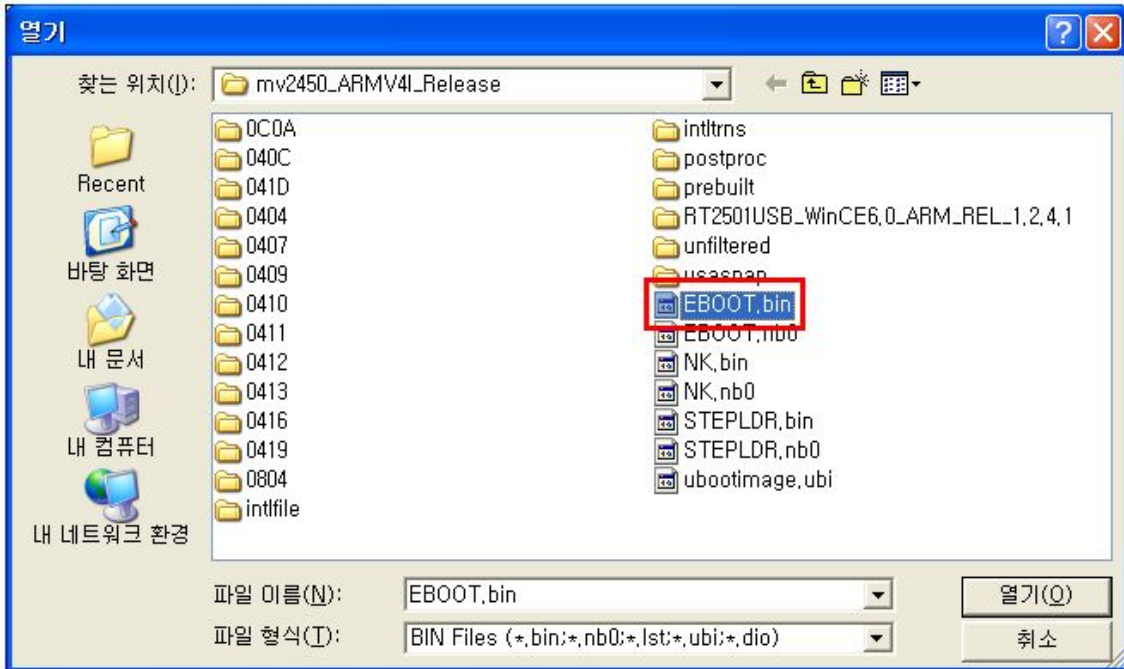 열기
찾는 위치(I):
mv2450_ARMV4I_Release
Recent
바탕 화면
내 문서
내 컴퓨터
내 네트워크 환경
0C0A
040C
041D
0404
0407
0409
0410
0411
0412
0413
0416
0419
0804
intlfile
intltrns
postproc
prebuilt
RT2501USB_WinCE6,0_ARM_REL_1,2,4,1
unfiltered
EBOOT,bin
EBOOT,nb0
NK,bin
NK,nb0
STEPLDR,bin
STEPLDR,nb0
ubootimage,ubi
파일 이름(N):
EBOOT,bin
열기(O)
파일 형식(T):
BIN Files (*,bin;*,nb0;*,lst;*,ubi;*,dio)
취소